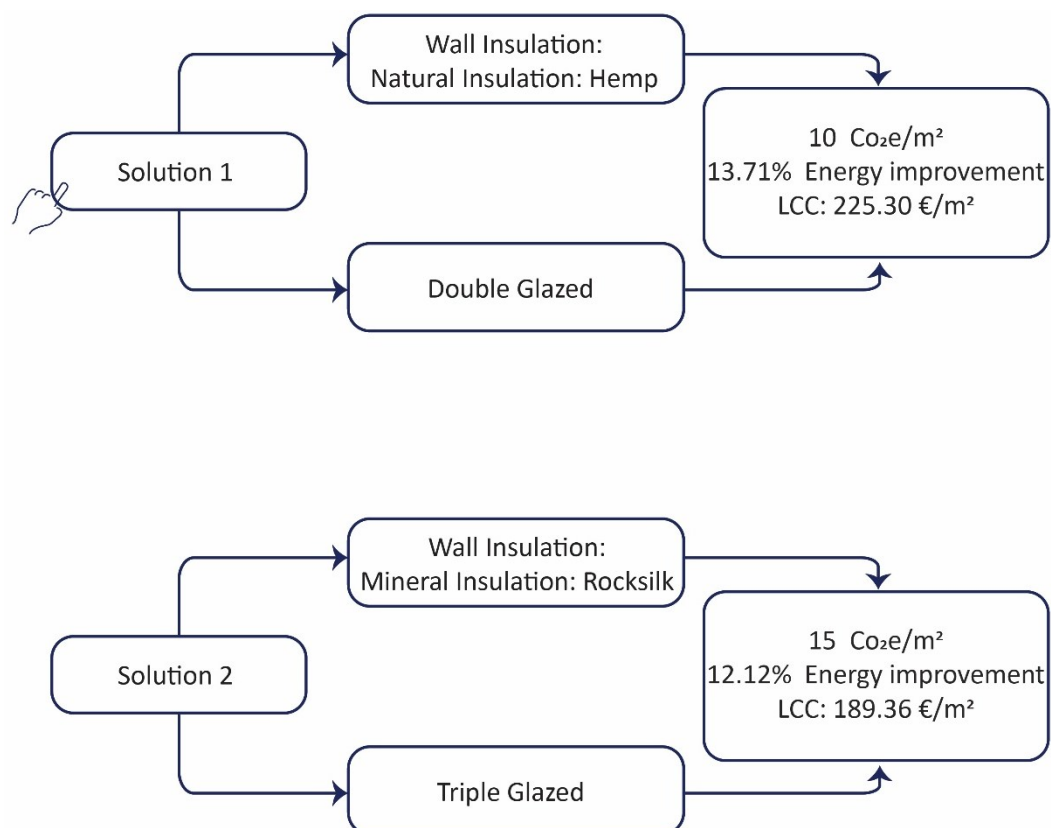 Wall Insulation:
Natural Insulation: Hemp
Solution 1
10 Co₂e/m²
13.71% Energy improvement
LCC: 225.30 €/m²
Double Glazed
Wall Insulation:
Mineral Insulation: Rocksilk
Solution 2
15 Co₂e/m²
12.12% Energy improvement
LCC: 189.36 €/m²
Triple Glazed